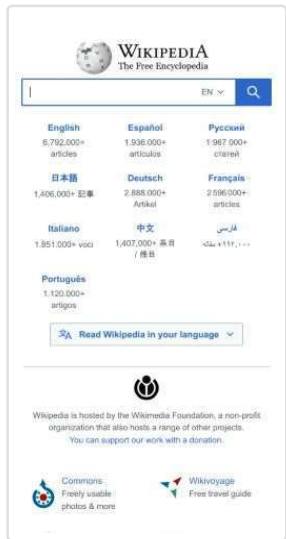 WIKIPEDIA
The Free Encyclopedia
EN
English
6,792,000+
articles
Español
1.936.000+
artículos
Русский
1 967 000+
статей
日本語
1,406,000+ 記事
Deutsch
2.888.000+
Artikel
Français
2 596 000+
articles
Italiano
1.851.000+ voci
中文
1,407,000+ 条目
/ 條目
فارسی
۹۹۲٬۰۰۰+ مقاله
Português
1.120.000+
artigos
Read Wikipedia in your language
Wikipedia is hosted by the Wikimedia Foundation, a non-profit
organization that also hosts a range of other projects.
You can support our work with a donation.
Commons
Freely usable
photos & more
Wikivoyage
Free travel guide